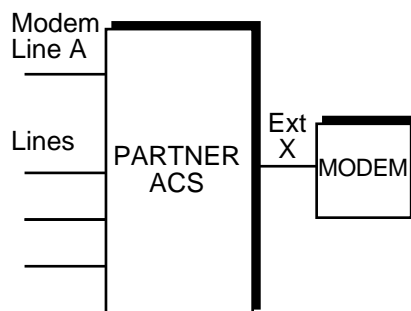 Modem
Line A
Lines
PARTNER
ACS
Ext
X
MODEM